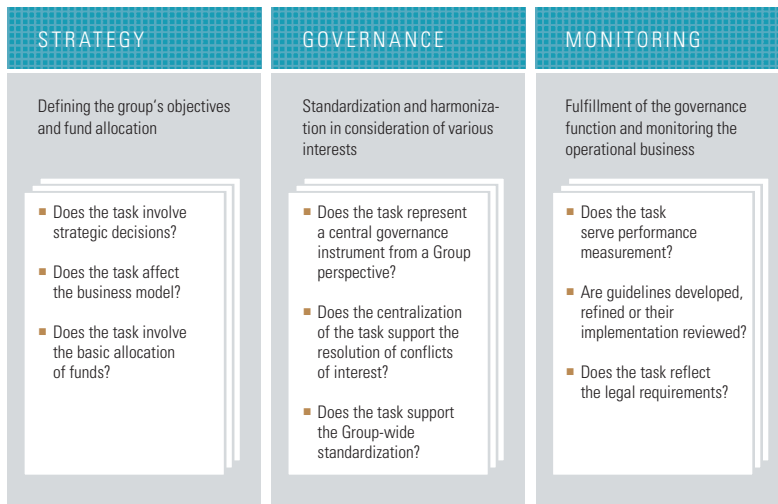 STRATEGY
Defining the group's objectives
and fund allocation
■ Does the task involve
strategic decisions?
■ Does the task affect
the business model?
■ Does the task involve
the basic allocation
of funds?
GOVERNANCE
Standardization and harmoniza-
tion in consideration of various
interests
■ Does the task represent
a central governance
instrument from a Group
perspective?
■ Does the centralization
of the task support the
resolution of conflicts
of interest?
■ Does the task support
the Group-wide
standardization?
MONITORING
Fulfillment of the governance
function and monitoring the
operational business
■ Does the task
serve performance
measurement?
■ Are guidelines developed,
refined or their
implementation reviewed?
■ Does the task reflect
the legal requirements?